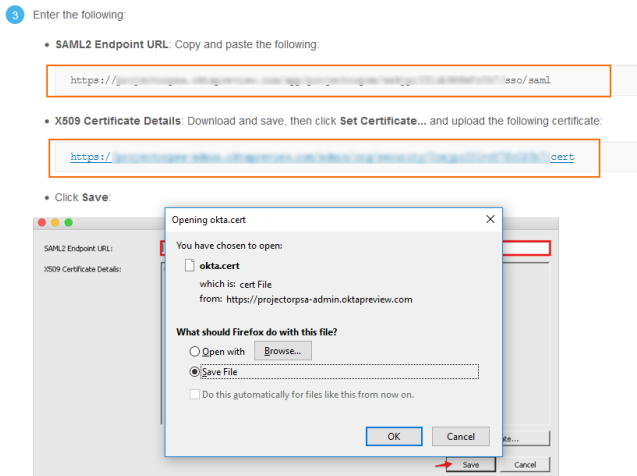 3 Enter the following:
• SAML2 Endpoint URL: Copy and paste the following:
https:// sso/saml
• X509 Certificate Details: Download and save, then click Set Certificate... and upload the following certificate:
https:/ cert
• Click Save:
Opening okta.cert
SAML2 Endpoint URL:
You have chosen to open:
X509 Certificate Details:
okta.cert
which is: cert File
from: https://projectorpsa-admin.oktapreview.com
What should Firefox do with this file?
Open with Browse...
Save File
Do this automatically for files like this from now on.
OK Cancel
Save Cancel